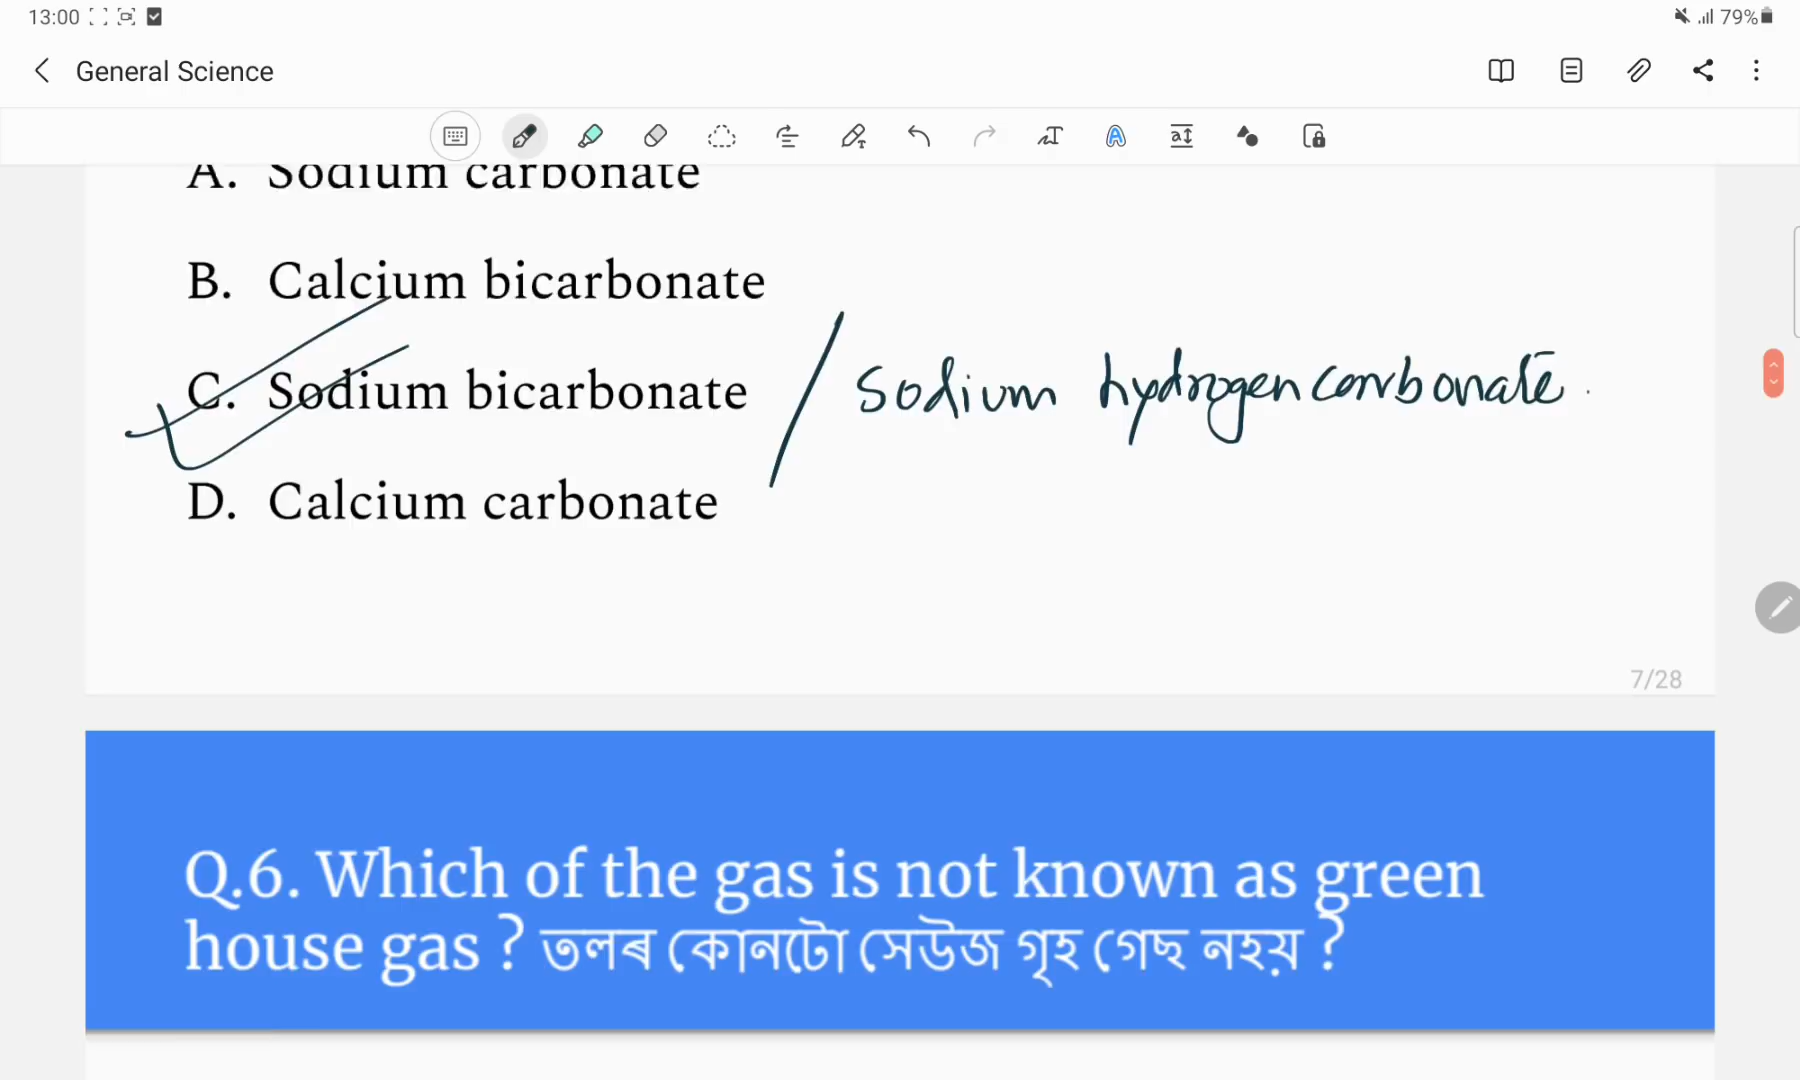 13:00
79%
General Science
A. Sodium carbonate
B. Calcium bicarbonate
C. Sodium bicarbonate / Sodium hydrogen carbonate .
D. Calcium carbonate
7/28
Q.6. Which of the gas is not known as green
house gas ? তলৰ কোনটো সেউজ গৃহ গেছ নহয় ?